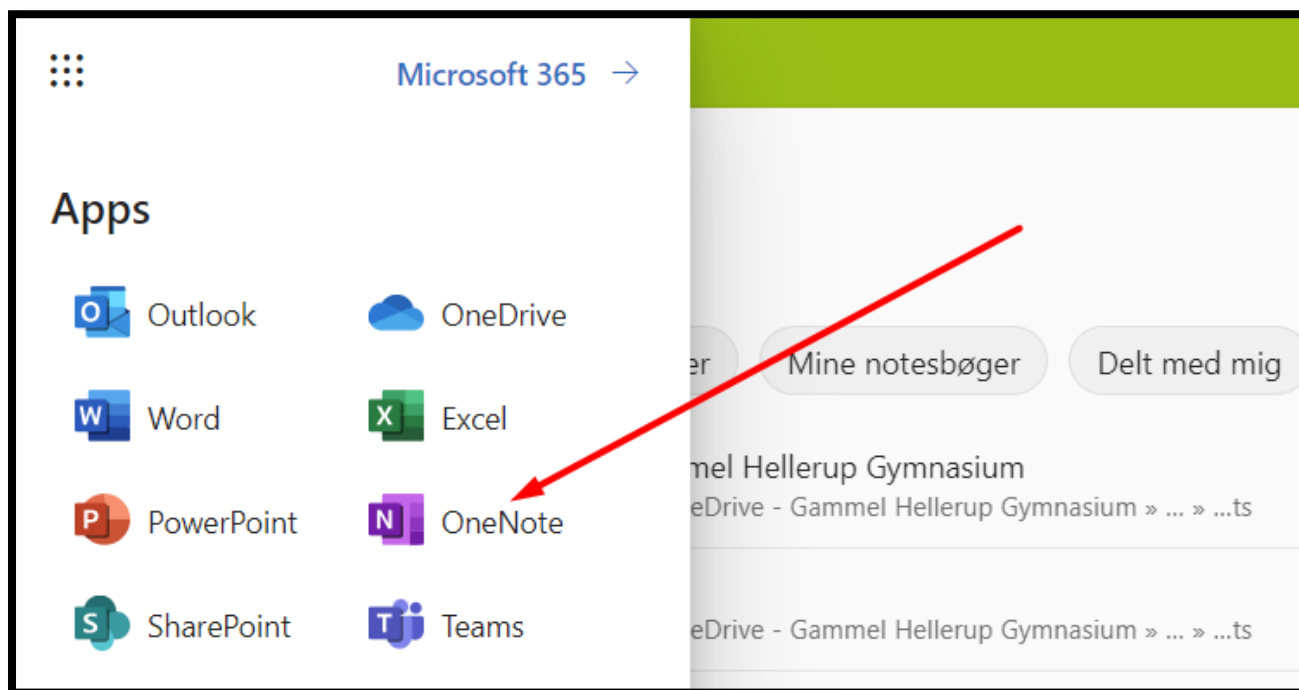 Microsoft 365 →
Apps
Outlook
OneDrive
Word
Excel
PowerPoint
OneNote
SharePoint
Teams
er
Mine notesbøger
Delt med mig
mel Hellerup Gymnasium
eDrive - Gammel Hellerup Gymnasium » ... » ...ts
eDrive - Gammel Hellerup Gymnasium » ... » ...ts